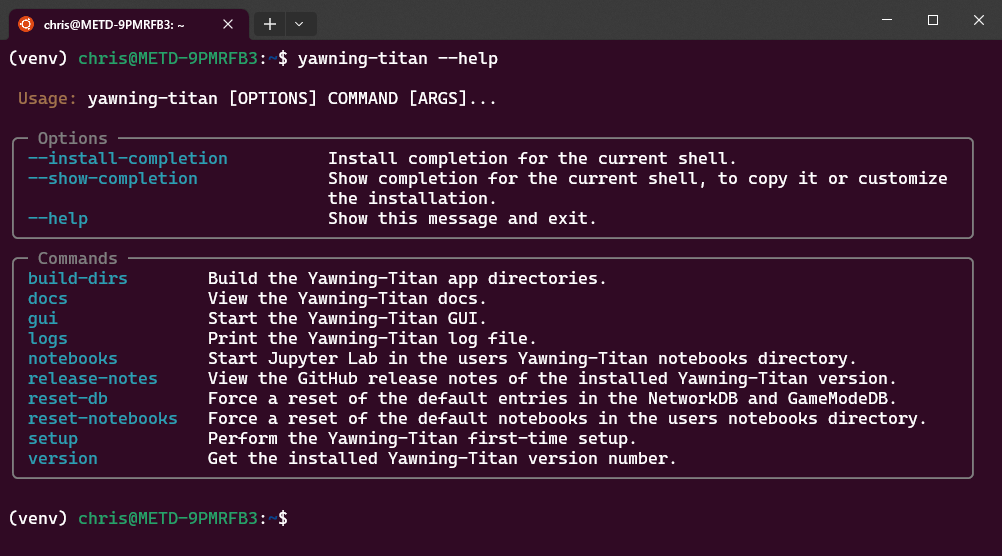 chris@METD-9PMRFB3: ~
(venv) chris@METD-9PMRFB3:~$ yawning-titan --help
Usage: yawning-titan [OPTIONS] COMMAND [ARGS]...
Options
--install-completion Install completion for the current shell.
--show-completion Show completion for the current shell, to copy it or customize
the installation.
--help Show this message and exit.
Commands
build-dirs Build the Yawning-Titan app directories.
docs View the Yawning-Titan docs.
gui Start the Yawning-Titan GUI.
logs Print the Yawning-Titan log file.
notebooks Start Jupyter Lab in the users Yawning-Titan notebooks directory.
release-notes View the GitHub release notes of the installed Yawning-Titan version.
reset-db Force a reset of the default entries in the NetworkDB and GameModeDB.
reset-notebooks Force a reset of the default notebooks in the users notebooks directory.
setup Perform the Yawning-Titan first-time setup.
version Get the installed Yawning-Titan version number.
(venv) chris@METD-9PMRFB3:~$